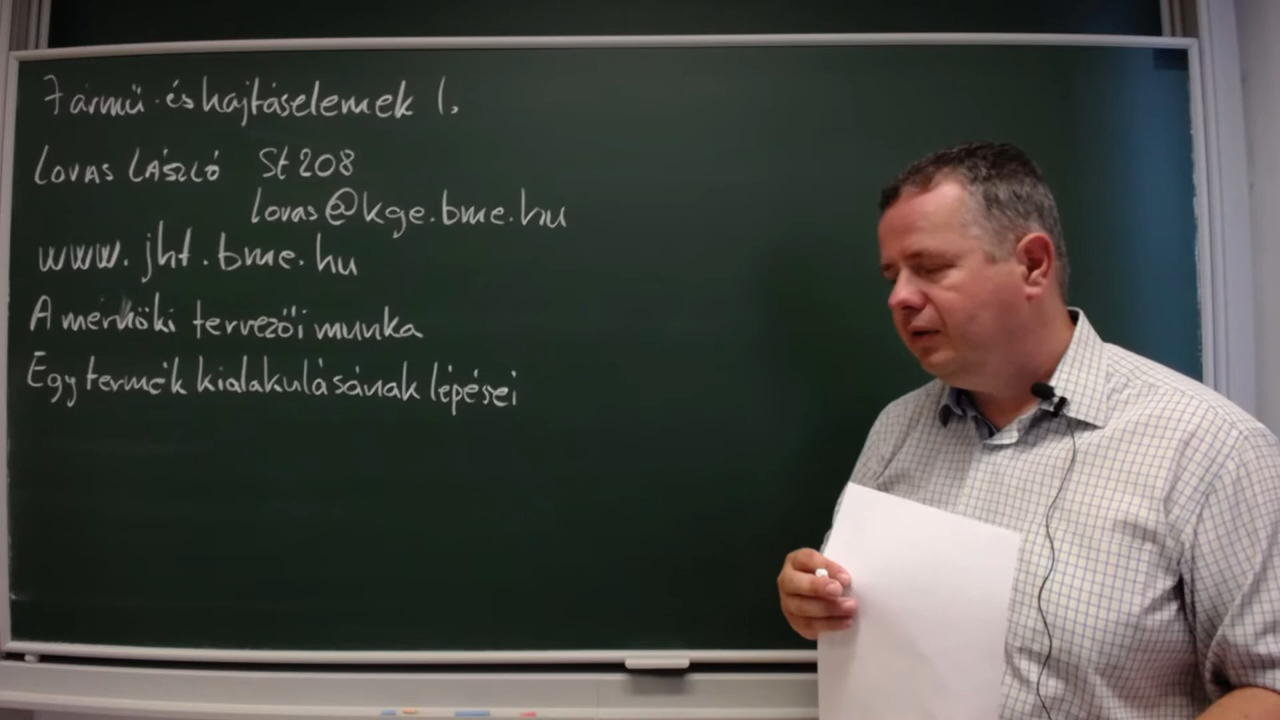 Jármű- és hajtáselemek I.
LOVAS LÁSZLÓ St 208
lovas@kge.bme.hu
www.jht.bme.hu
A mérnöki tervezői munka
Egy termék kialakulásának lépései